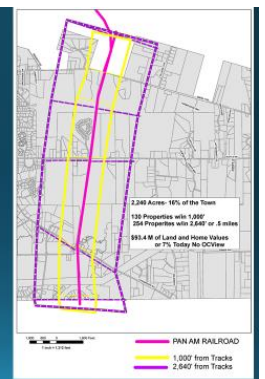 2,240 Acres- 16% of the Town
130 Properties w/in 1,000'
254 Properites w/in 2,640' or .5 miles
$93.4 M of Land and Home Values
or 7% Today No OCView
PAN AM RAILROAD
1,000' from Tracks
2,640' from Tracks